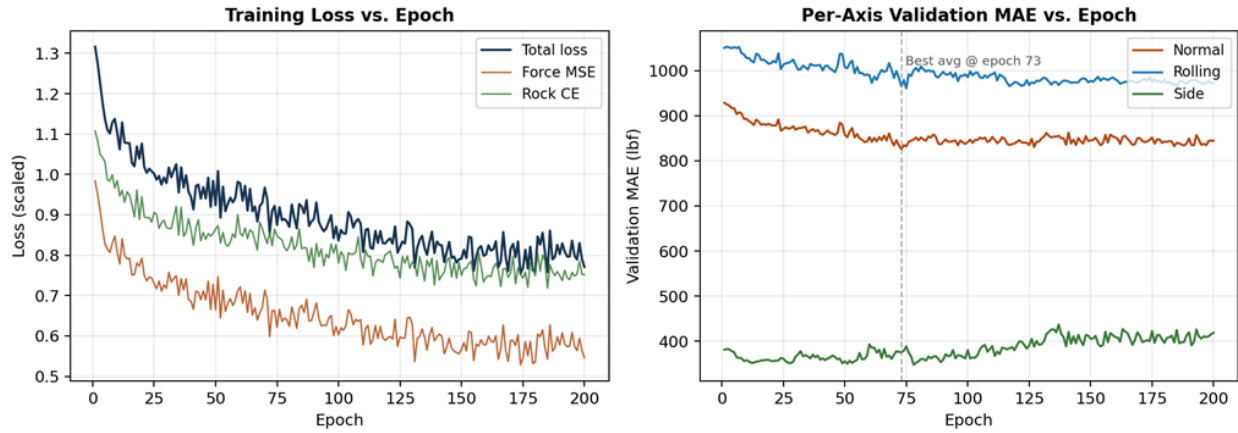 Training Loss vs. Epoch
1.3
1.2
1.1
1.0
0.9
0.8
0.7
0.6
0.5
Loss (scaled)
Total loss
Force MSE
Rock CE
0 25 50 75 100 125 150 175 200
Epoch
Per-Axis Validation MAE vs. Epoch
1000
900
800
700
600
500
400
Validation MAE (lbf)
Best avg @ epoch 73
Normal
Rolling
Side
0 25 50 75 100 125 150 175 200
Epoch